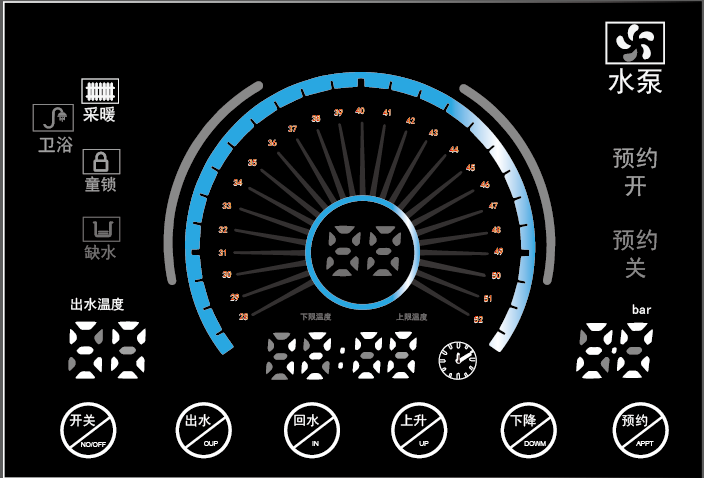 水泵
采暖
卫浴
童锁
缺水
预约
开
预约
关
28
29
30
31
32
33
34
35
36
37
38
39
40
41
42
43
44
45
46
47
48
49
50
51
52
出水温度
下限温度
上限温度
bar
开关
NO/OFF
出水
OUP
回水
IN
上升
UP
下降
DOWM
预约
APPT